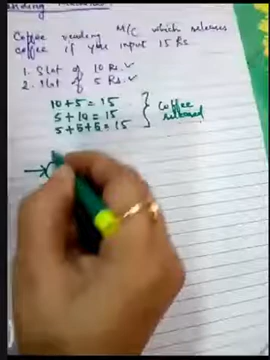 Coffee vending M/C which releases
coffee if you input 15 Rs
1. Slot of 10 Rs.
2. Slot of 5 Rs.
10+5=15
5+10=15
5+5+5=15
Coffee
released